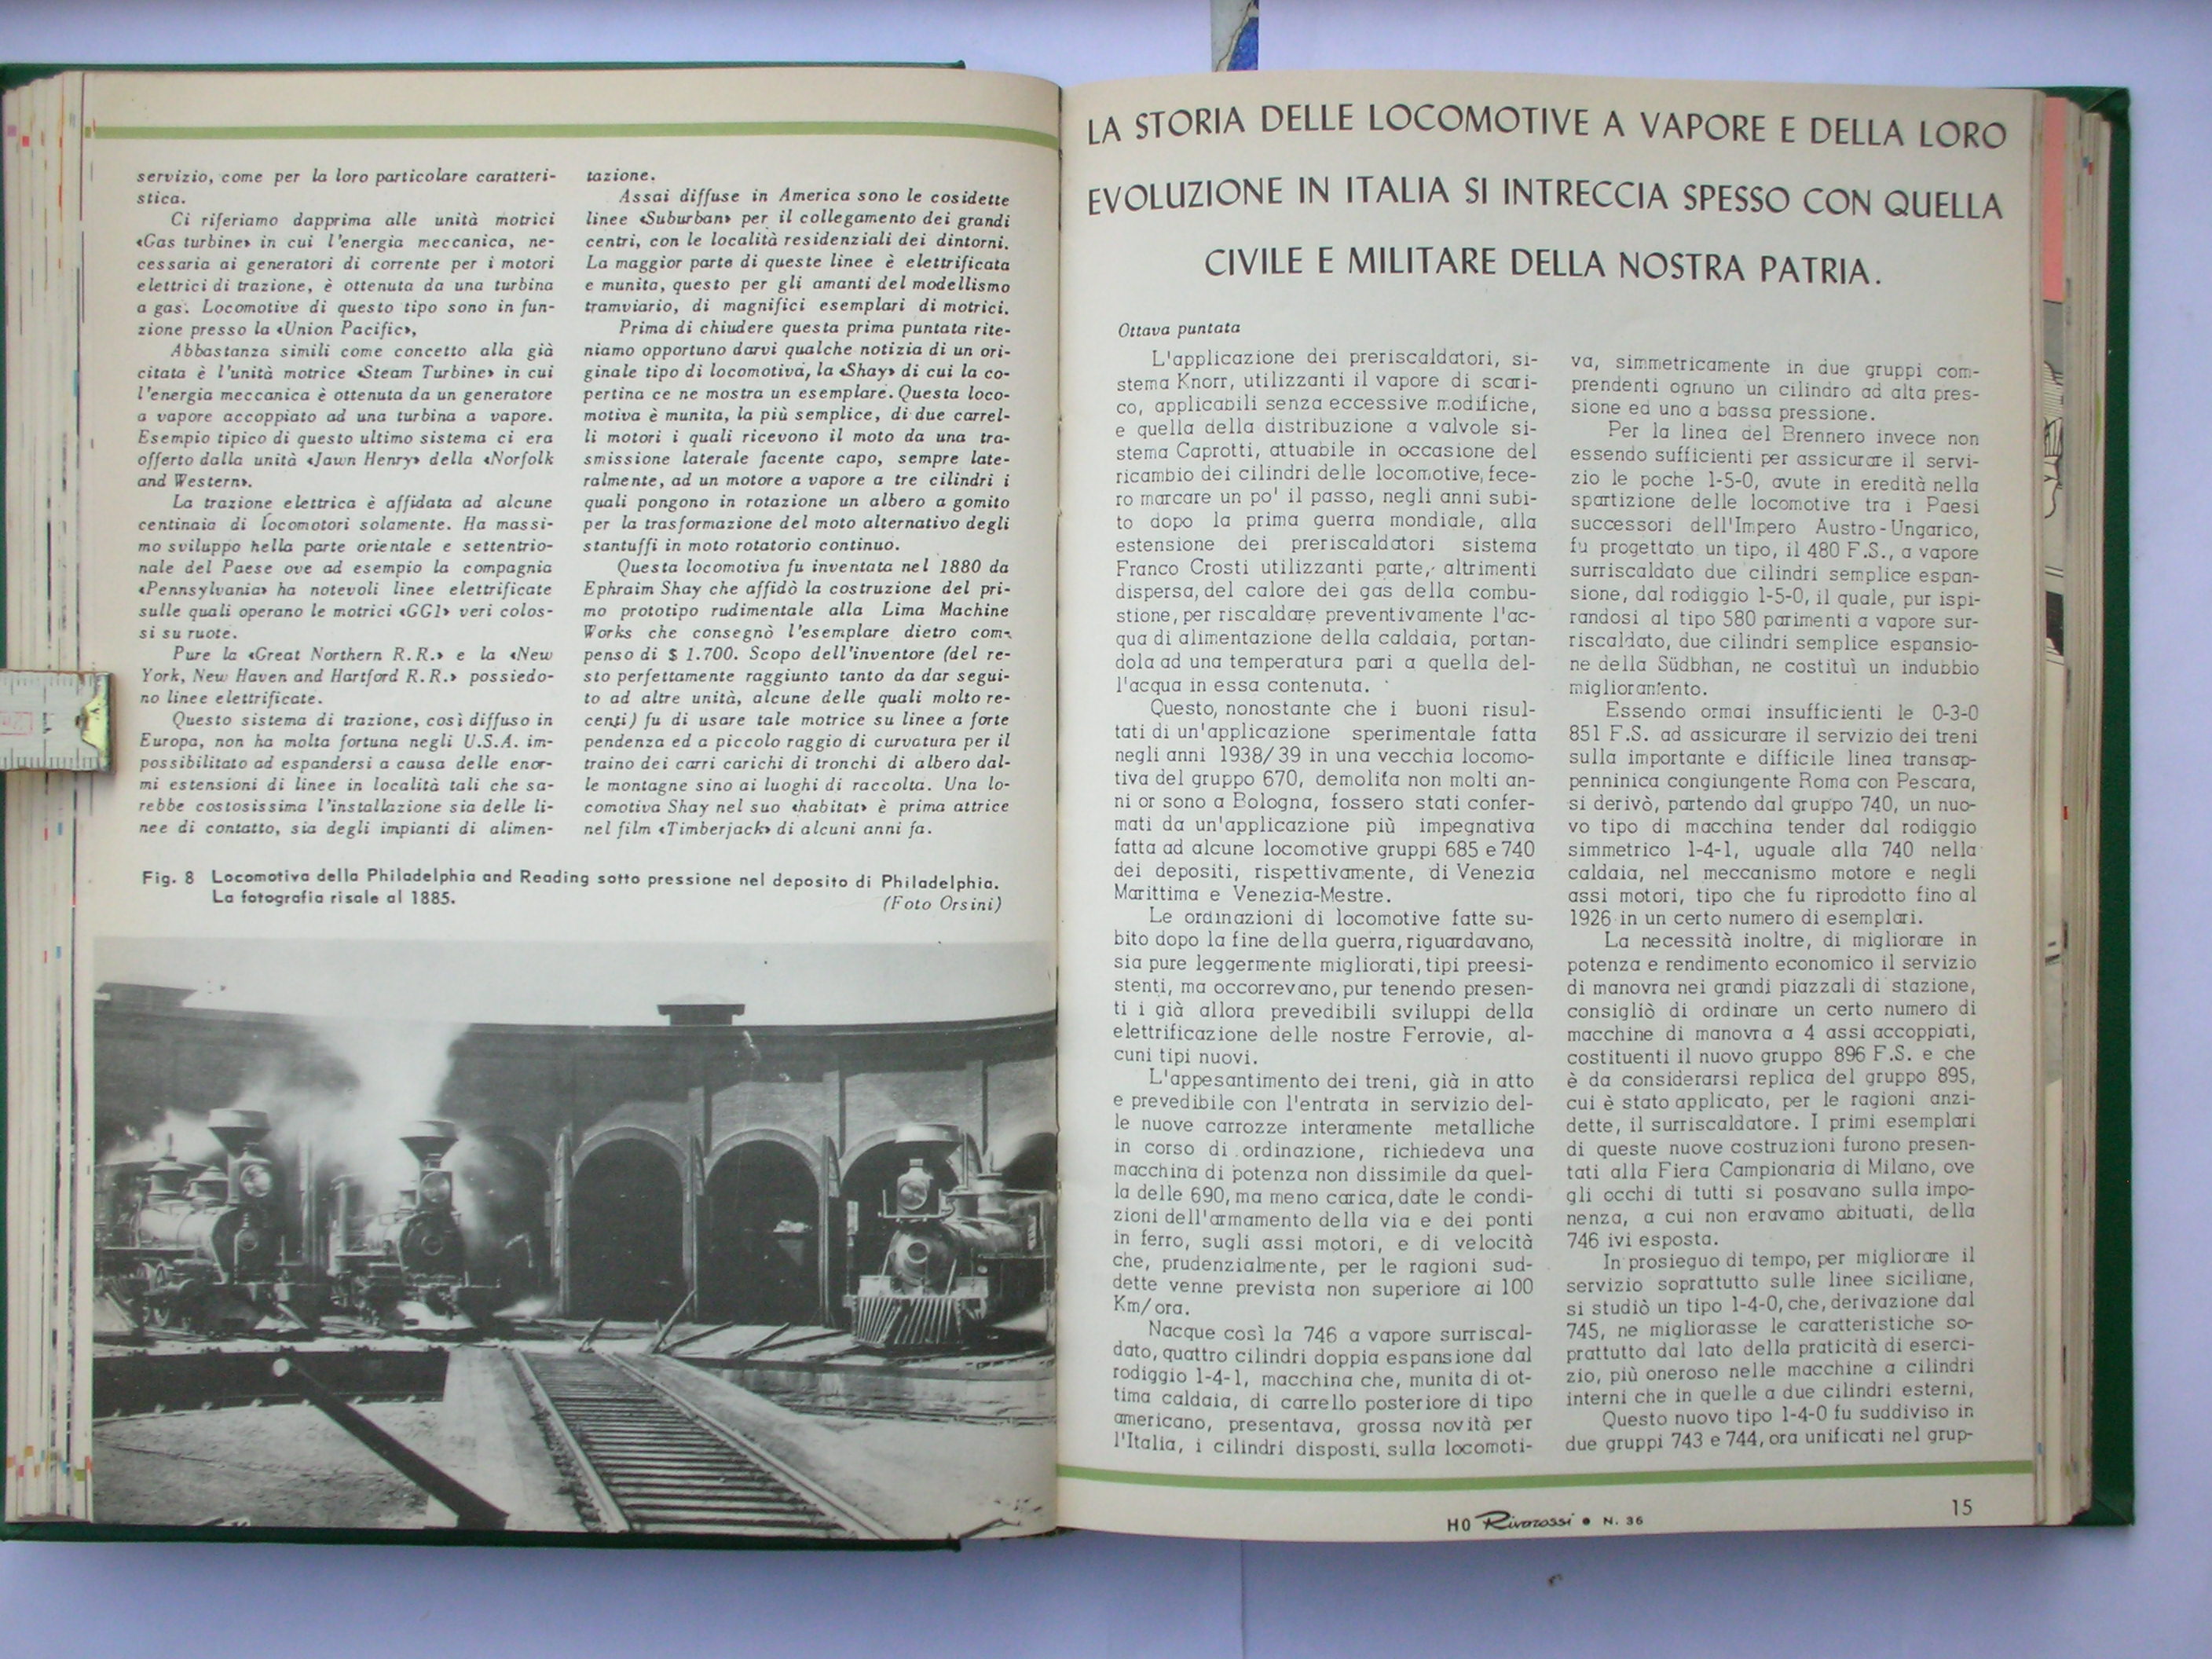 servizio, come per la loro particolare caratteri-
stica.
Ci riferiamo dapprima alle unità motrici
«Gas turbine» in cui l'energia meccanica, ne-
cessaria ai generatori di corrente per i motori
elettrici di trazione, è ottenuta da una turbina
a gas. Locomotive di questo tipo sono in fun-
zione presso la «Union Pacific»,
Abbastanza simili come concetto alla già
citata è l'unità motrice «Steam Turbine» in cui
l'energia meccanica è ottenuta da un generatore
a vapore accoppiato ad una turbina a vapore.
Esempio tipico di questo ultimo sistema ci era
offerto dalla unità «Jawn Henry» della «Norfolk
and Western».
La trazione elettrica è affidata ad alcune
centinaia di locomotori solamente. Ha massi-
mo sviluppo nella parte orientale e settentrio-
nale del Paese ove ad esempio la compagnia
«Pennsylvania» ha notevoli linee elettrificate
sulle quali operano le motrici «GG1» veri colos-
si su ruote.
Pure la «Great Northern R.R.» e la «New
York, New Haven and Hartford R.R.» possiedo-
no linee elettrificate.
Questo sistema di trazione, così diffuso in
Europa, non ha molta fortuna negli U.S.A. im-
possibilitato ad espandersi a causa delle enor-
mi estensioni di linee in località tali che sa-
rebbe costosissima l'installazione sia delle li-
nee di contatto, sia degli impianti di alimen-
tazione.
Assai diffuse in America sono le cosidette
linee «Suburban» per il collegamento dei grandi
centri, con le località residenziali dei dintorni.
La maggior parte di queste linee è elettrificata
e munita, questo per gli amanti del modellismo
tramviario, di magnifici esemplari di motrici.
Prima di chiudere questa prima puntata rite-
niamo opportuno darvi qualche notizia di un ori-
ginale tipo di locomotiva, la «Shay» di cui la co-
pertina ce ne mostra un esemplare. Questa loco-
motiva è munita, la più semplice, di due carrel-
li motori i quali ricevono il moto da una tra-
smissione laterale facente capo, sempre late-
ralmente, ad un motore a vapore a tre cilindri i
quali pongono in rotazione un albero a gomito
per la trasformazione del moto alternativo degli
stantuffi in moto rotatorio continuo.
Questa locomotiva fu inventata nel 1880 da
Ephraim Shay che affidò la costruzione del pri-
mo prototipo rudimentale alla Lima Machine
Works che consegnò l'esemplare dietro com-
penso di $ 1.700. Scopo dell'inventore (del re-
sto perfettamente raggiunto tanto da dar segui-
to ad altre unità, alcune delle quali molto re-
centi) fu di usare tale motrice su linee a forte
pendenza ed a piccolo raggio di curvatura per il
traino dei carri carichi di tronchi di albero dal-
le montagne sino ai luoghi di raccolta. Una lo-
comotiva Shay nel suo «habitat» è prima attrice
nel film «Timberjack» di alcuni anni fa.
Fig. 8 Locomotiva della Philadelphia and Reading sotto pressione nel deposito di Philadelphia.
La fotografia risale al 1885.
(Foto Orsini)
LA STORIA DELLE LOCOMOTIVE A VAPORE E DELLA LORO
EVOLUZIONE IN ITALIA SI INTRECCIA SPESSO CON QUELLA
CIVILE E MILITARE DELLA NOSTRA PATRIA.
Ottava puntata
L'applicazione dei preriscaldatori, si-
stema Knorr, utilizzanti il vapore di scari-
co, applicabili senza eccessive modifiche,
e quella della distribuzione a valvole si-
stema Caprotti, attuabile in occasione del
ricambio dei cilindri delle locomotive, fece-
ro marcare un po' il passo, negli anni subi-
to dopo la prima guerra mondiale, alla
estensione dei preriscaldatori sistema
Franco Crosti utilizzanti parte, altrimenti
dispersa, del calore dei gas della combu-
stione, per riscaldare preventivamente l'ac-
qua di alimentazione della caldaia, portan-
dola ad una temperatura pari a quella del-
l'acqua in essa contenuta.
Questo, nonostante che i buoni risul-
tati di un'applicazione sperimentale fatta
negli anni 1938/39 in una vecchia locomo-
tiva del gruppo 670, demolita non molti an-
ni or sono a Bologna, fossero stati confer-
mati da un'applicazione più impegnativa
fatta ad alcune locomotive gruppi 685 e 740
dei depositi, rispettivamente, di Venezia
Marittima e Venezia-Mestre.
Le ordinazioni di locomotive fatte su-
bito dopo la fine della guerra, riguardavano,
sia pure leggermente migliorati, tipi preesi-
stenti, ma occorrevano, pur tenendo presen-
ti i già allora prevedibili sviluppi della
elettrificazione delle nostre Ferrovie, al-
cuni tipi nuovi.
L'appesantimento dei treni, già in atto
e prevedibile con l'entrata in servizio del-
le nuove carrozze interamente metalliche
in corso di ordinazione, richiedeva una
macchina di potenza non dissimile da quel-
la delle 690, ma meno carica, date le condi-
zioni dell'armamento della via e dei ponti
in ferro, sugli assi motori, e di velocità
che, prudenzialmente, per le ragioni sud-
dette venne prevista non superiore ai 100
Km/ora.
Nacque così la 746 a vapore surriscal-
dato, quattro cilindri doppia espansione dal
rodiggio 1-4-1, macchina che, munita di ot-
tima caldaia, di carrello posteriore di tipo
americano, presentava, grossa novità per
l'Italia, i cilindri disposti, sulla locomoti-
va, simmetricamente in due gruppi com-
prendenti ognuno un cilindro ad alta pres-
sione ed uno a bassa pressione.
Per la linea del Brennero invece non
essendo sufficienti per assicurare il servi-
zio le poche 1-5-0, avute in eredità nella
spartizione delle locomotive tra i Paesi
successori dell'Impero Austro-Ungarico,
fu progettato un tipo, il 480 F.S., a vapore
surriscaldato due cilindri semplice espan-
sione, dal rodiggio 1-5-0, il quale, pur ispi-
randosi al tipo 580 parimenti a vapore sur-
riscaldato, due cilindri semplice espansio-
ne della Südbhan, ne costituì un indubbio
miglioramento.
Essendo ormai insufficienti le 0-3-0
851 F.S. ad assicurare il servizio dei treni
sulla importante e difficile linea transap-
penninica congiungente Roma con Pescara,
si derivò, partendo dal gruppo 740, un nuo-
vo tipo di macchina tender dal rodiggio
simmetrico 1-4-1, uguale alla 740 nella
caldaia, nel meccanismo motore e negli
assi motori, tipo che fu riprodotto fino al
1926 in un certo numero di esemplari.
La necessità inoltre, di migliorare in
potenza e rendimento economico il servizio
di manovra nei grandi piazzali di stazione,
consigliò di ordinare un certo numero di
macchine di manovra a 4 assi accoppiati,
costituenti il nuovo gruppo 896 F.S. e che
è da considerarsi replica del gruppo 895,
cui è stato applicato, per le ragioni anzi-
dette, il surriscaldatore. I primi esemplari
di queste nuove costruzioni furono presen-
tati alla Fiera Campionaria di Milano, ove
gli occhi di tutti si posavano sulla impo-
nenza, a cui non eravamo abituati, della
746 ivi esposta.
In prosieguo di tempo, per migliorare il
servizio soprattutto sulle linee siciliane,
si studiò un tipo 1-4-0, che, derivazione dal
745, ne migliorasse le caratteristiche so-
prattutto dal lato della praticità di eserci-
zio, più oneroso nelle macchine a cilindri
interni che in quelle a due cilindri esterni,
Questo nuovo tipo 1-4-0 fu suddiviso in
due gruppi 743 e 744, ora unificati nel grup-
HO Rivarossi • N. 36
15